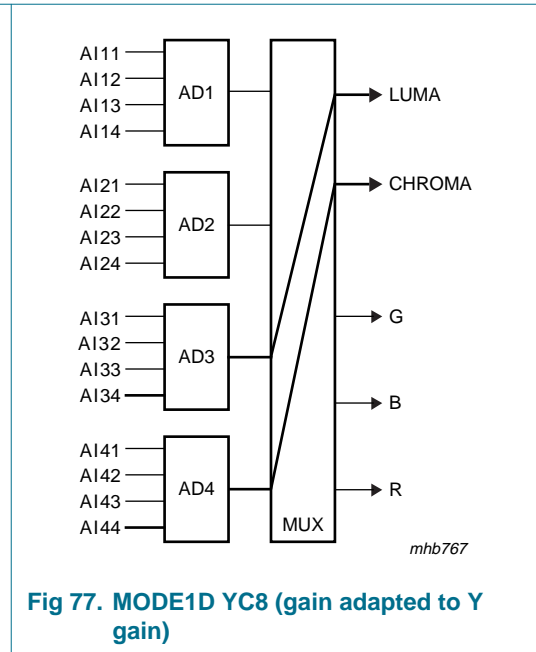 AI11
AI12
AI13
AI14
AD1
AI21
AI22
AI23
AI24
AD2
AI31
AI32
AI33
AI34
AD3
AI41
AI42
AI43
AI44
AD4
MUX
LUMA
CHROMA
G
B
R
mhb767
Fig 77. MODE1D YC8 (gain adapted to Y
gain)